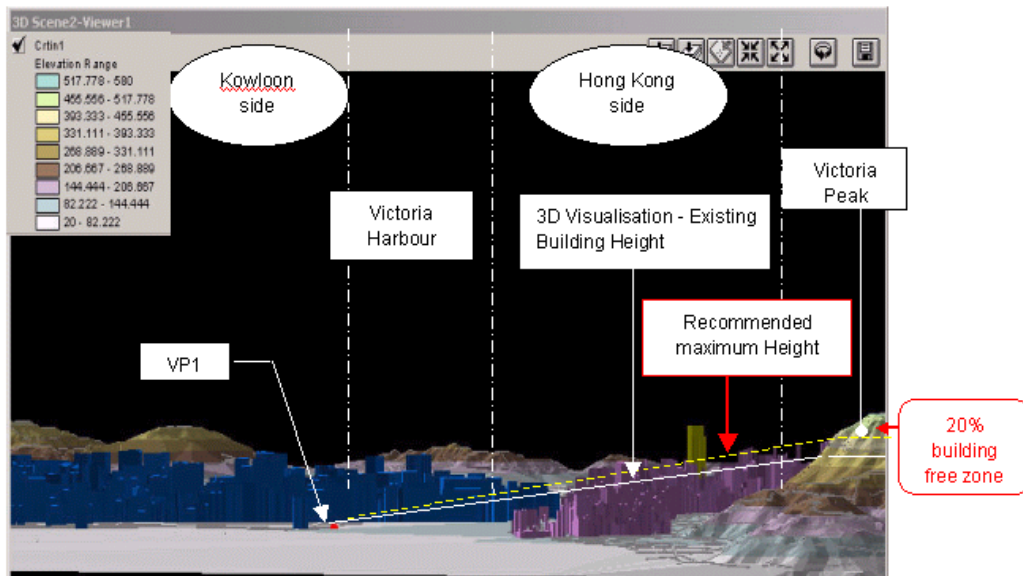 3D Scene2-Viewer1
Crtin1
Elevation Range
517.778 - 580
455.556 - 517.778
393.333 - 455.556
331.111 - 393.333
268.889 - 331.111
206.667 - 268.889
144.444 - 206.667
82.222 - 144.444
20 - 82.222
Kowloon
side
Hong Kong
side
Victoria
Peak
Victoria
Harbour
3D Visualisation - Existing
Building Height
Recommended
maximum Height
VP1
20%
building
free zone